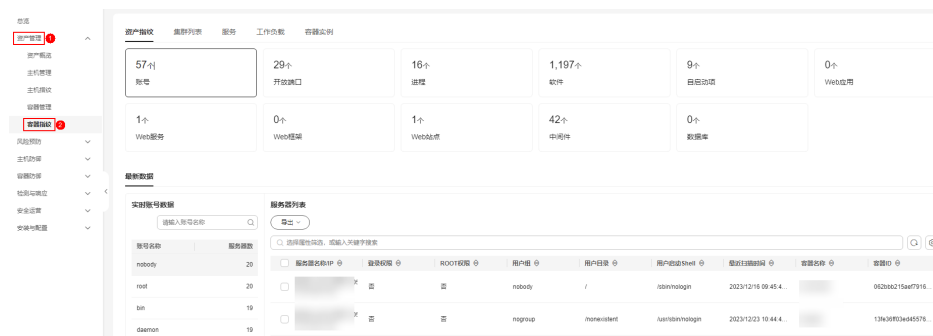 总览
资产管理 1
资产概览
主机管理
主机指纹
容器管理
容器指纹 2
风险预防
主机防御
容器防御
检测与响应
安全运营
安装与配置
资产指纹 集群列表 服务 工作负载 容器实例
57个
账号
29个
开放端口
16个
进程
1,197个
软件
9个
自启动项
0个
Web应用
1个
Web服务
0个
Web框架
1个
Web站点
42个
中间件
0个
数据库
最新数据
实时账号数据
请输入账号名称
账号名称 服务器数
nobody 20
root 20
bin 19
daemon 19
服务器列表
导出
选择属性筛选，或输入关键字搜索
服务器名称/IP 登录权限 ROOT权限 用户组 用户目录 用户启动Shell 最近扫描时间 容器名称 容器ID
否 否 nobody / /sbin/nologin 2023/12/16 09:45:4... 062bbb215aef7916...
否 否 nogroup /nonexistent /usr/sbin/nologin 2023/12/23 10:44:4... 13fe36ff03ed45576...